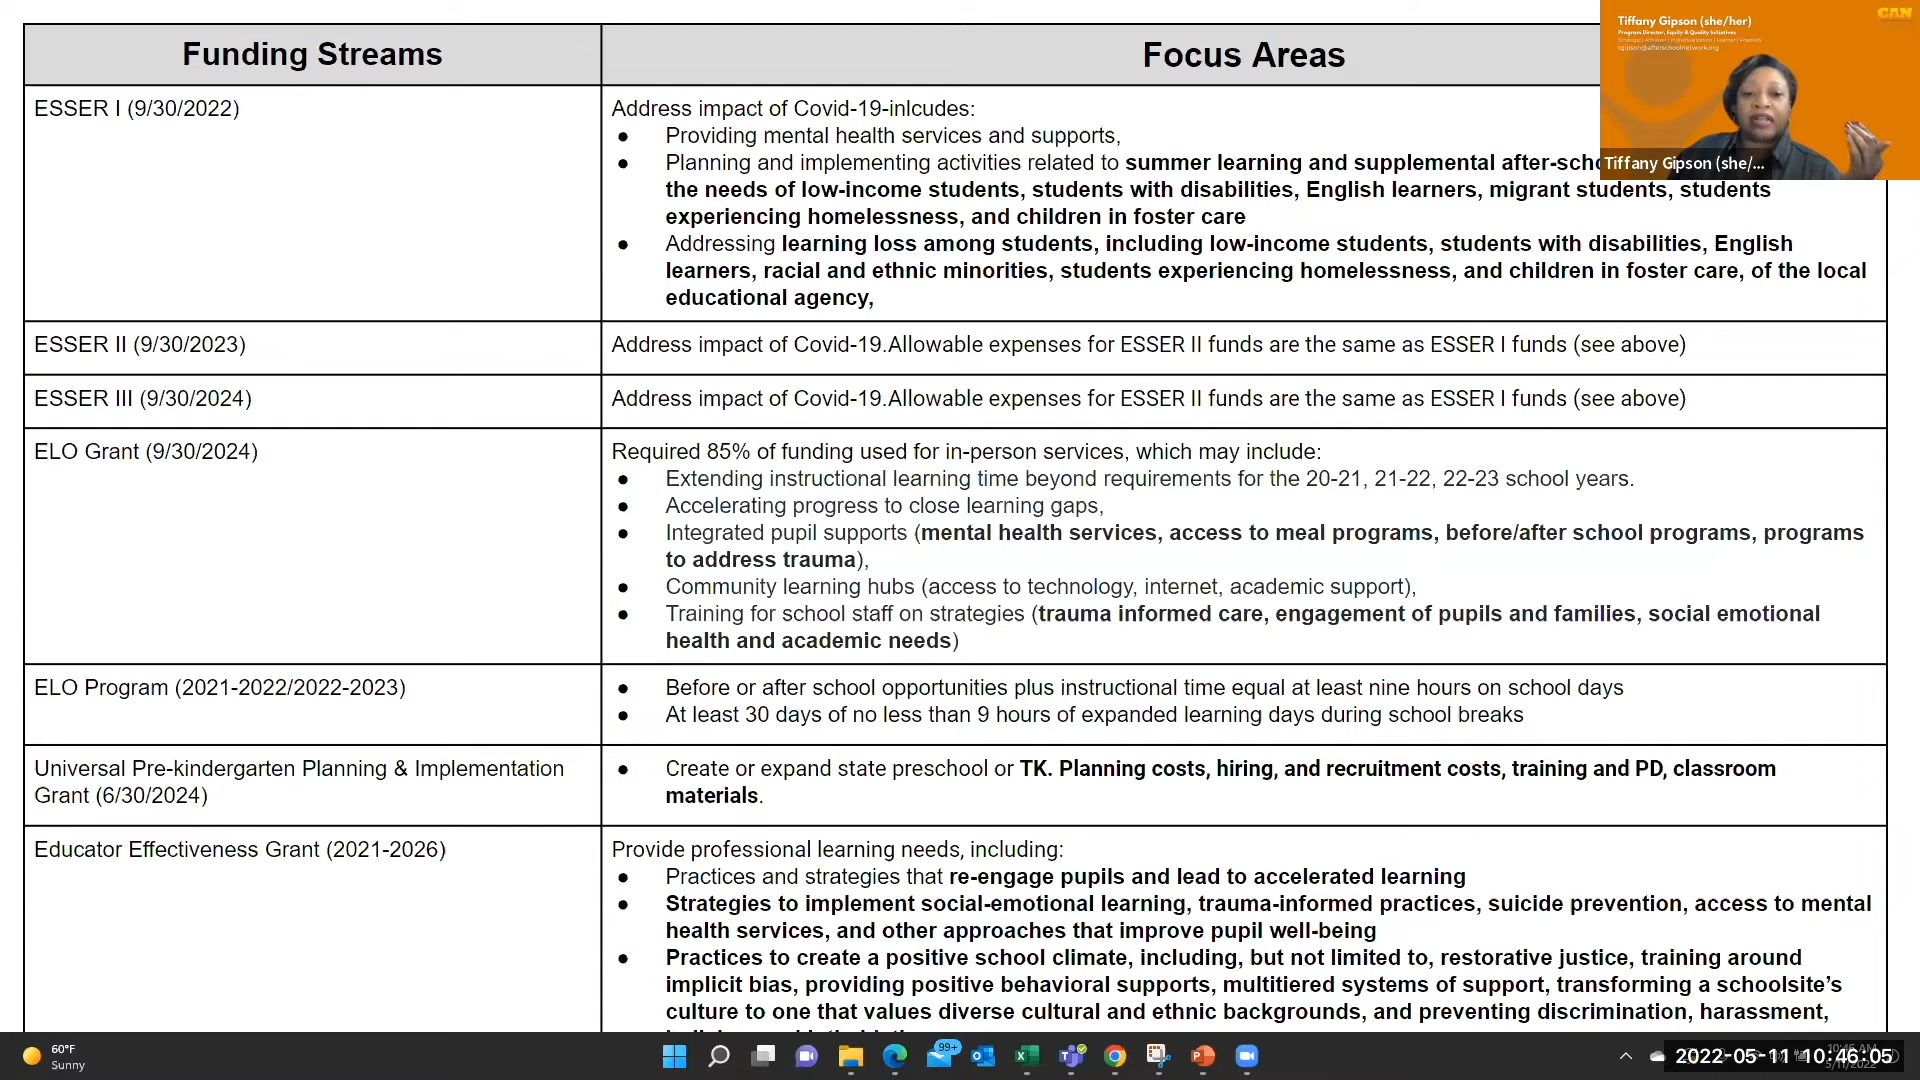 Funding Streams
Focus Areas
ESSER I (9/30/2022)
Address impact of Covid-19-inlcudes:
● Providing mental health services and supports,
● Planning and implementing activities related to summer learning and supplemental after-scho
the needs of low-income students, students with disabilities, English learners, migrant students, students
experiencing homelessness, and children in foster care
● Addressing learning loss among students, including low-income students, students with disabilities, English
learners, racial and ethnic minorities, students experiencing homelessness, and children in foster care, of the local
educational agency,
ESSER II (9/30/2023)
Address impact of Covid-19.Allowable expenses for ESSER II funds are the same as ESSER I funds (see above)
ESSER III (9/30/2024)
Address impact of Covid-19.Allowable expenses for ESSER II funds are the same as ESSER I funds (see above)
ELO Grant (9/30/2024)
Required 85% of funding used for in-person services, which may include:
● Extending instructional learning time beyond requirements for the 20-21, 21-22, 22-23 school years.
● Accelerating progress to close learning gaps,
● Integrated pupil supports (mental health services, access to meal programs, before/after school programs, programs
to address trauma),
● Community learning hubs (access to technology, internet, academic support),
● Training for school staff on strategies (trauma informed care, engagement of pupils and families, social emotional
health and academic needs)
ELO Program (2021-2022/2022-2023)
● Before or after school opportunities plus instructional time equal at least nine hours on school days
● At least 30 days of no less than 9 hours of expanded learning days during school breaks
Universal Pre-kindergarten Planning & Implementation
Grant (6/30/2024)
● Create or expand state preschool or TK. Planning costs, hiring, and recruitment costs, training and PD, classroom
materials.
Educator Effectiveness Grant (2021-2026)
Provide professional learning needs, including:
● Practices and strategies that re-engage pupils and lead to accelerated learning
● Strategies to implement social-emotional learning, trauma-informed practices, suicide prevention, access to mental
health services, and other approaches that improve pupil well-being
● Practices to create a positive school climate, including, but not limited to, restorative justice, training around
implicit bias, providing positive behavioral supports, multitiered systems of support, transforming a schoolsite's
culture to one that values diverse cultural and ethnic backgrounds, and preventing discrimination, harassment,
Tiffany Gipson (she/her)
Program Director, Equity & Quality Initiatives
tgipson@afterschoolnetwork.org
CAN
Tiffany Gipson (she/...
60°F
Sunny
99+
2022-05-11 10:46:05